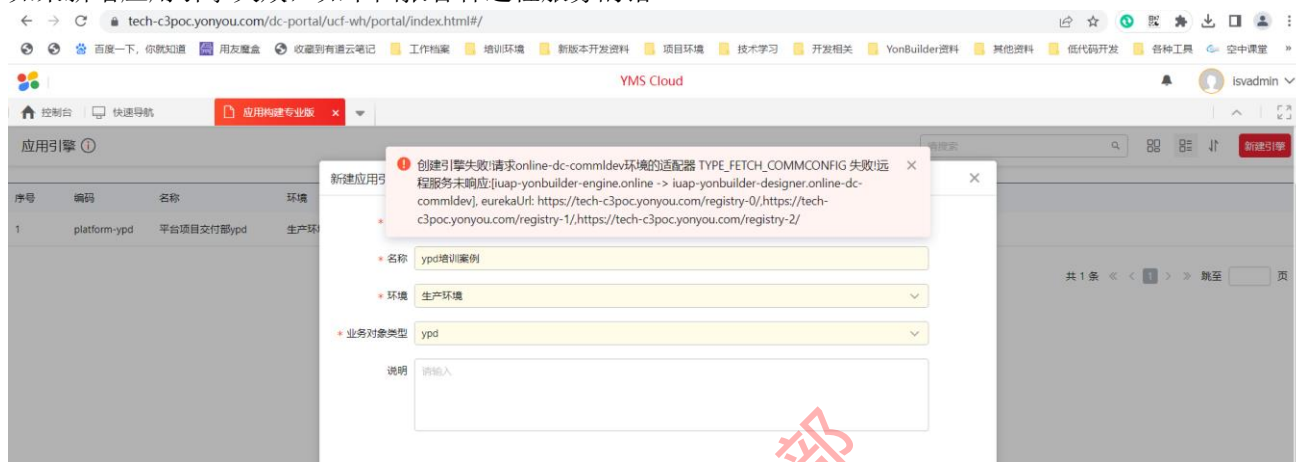 tech-c3poc.yonyou.com/dc-portal/ucf-wh/portal/index.html#/
百度一下，你就知道 用友魔盒 收藏到有道云笔记 工作档案 培训环境 新版本开发资料 项目环境 技术学习 开发相关 YonBuilder资料 其他资料 低代码开发 各种工具 空中课堂 »
YMS Cloud
isvadmin
控制台 快速导航 应用构建专业版
应用引擎
请搜索
新建引擎
新建应用引
创建引擎失败!请求online-dc-commldev环境的适配器 TYPE_FETCH_COMMCONFIG 失败!远
程服务未响应:[iuap-yonbuilder-engine.online -> iuap-yonbuilder-designer.online-dc-
commldev], eurekaUrl: https://tech-c3poc.yonyou.com/registry-0/,https://tech-
c3poc.yonyou.com/registry-1/,https://tech-c3poc.yonyou.com/registry-2/
序号 编码 名称 环境
1 platform-ypd 平台项目交付部ypd 生产环
* 名称 ypd培训案例
共 1 条 « < 1 > » 跳至 页
* 环境 生产环境
* 业务对象类型 ypd
说明 请输入
部